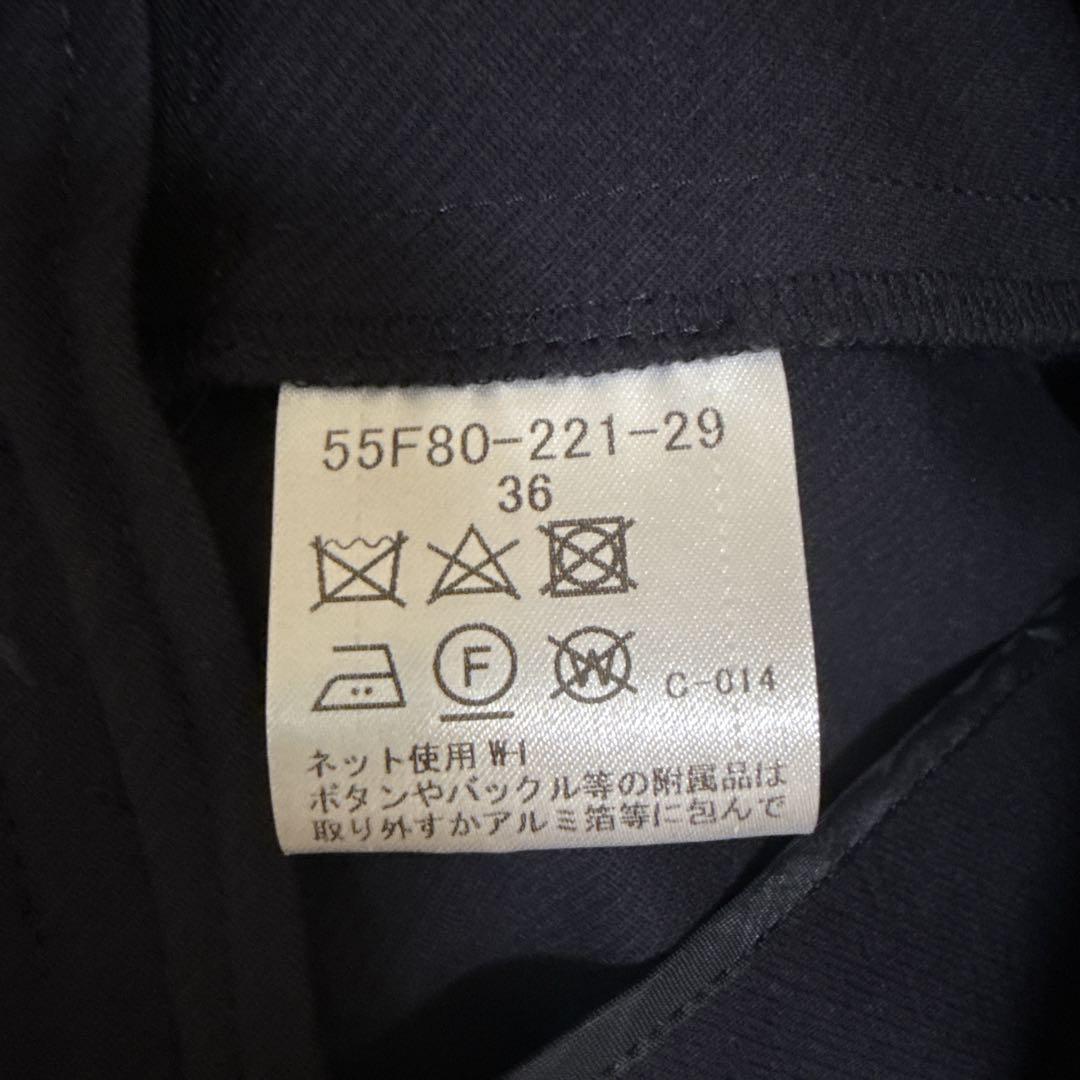 55F80-221-29
36
F W C-014
ネット使用 W-I
ボタンやバックル等の附属品は
取り外すかアルミ箔等に包んで